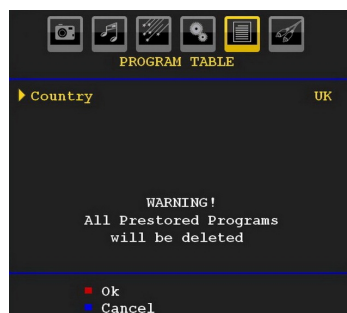 PROGRAM TABLE
Country UK
WARNING!
All Prestored Programs
will be deleted
Ok
Cancel